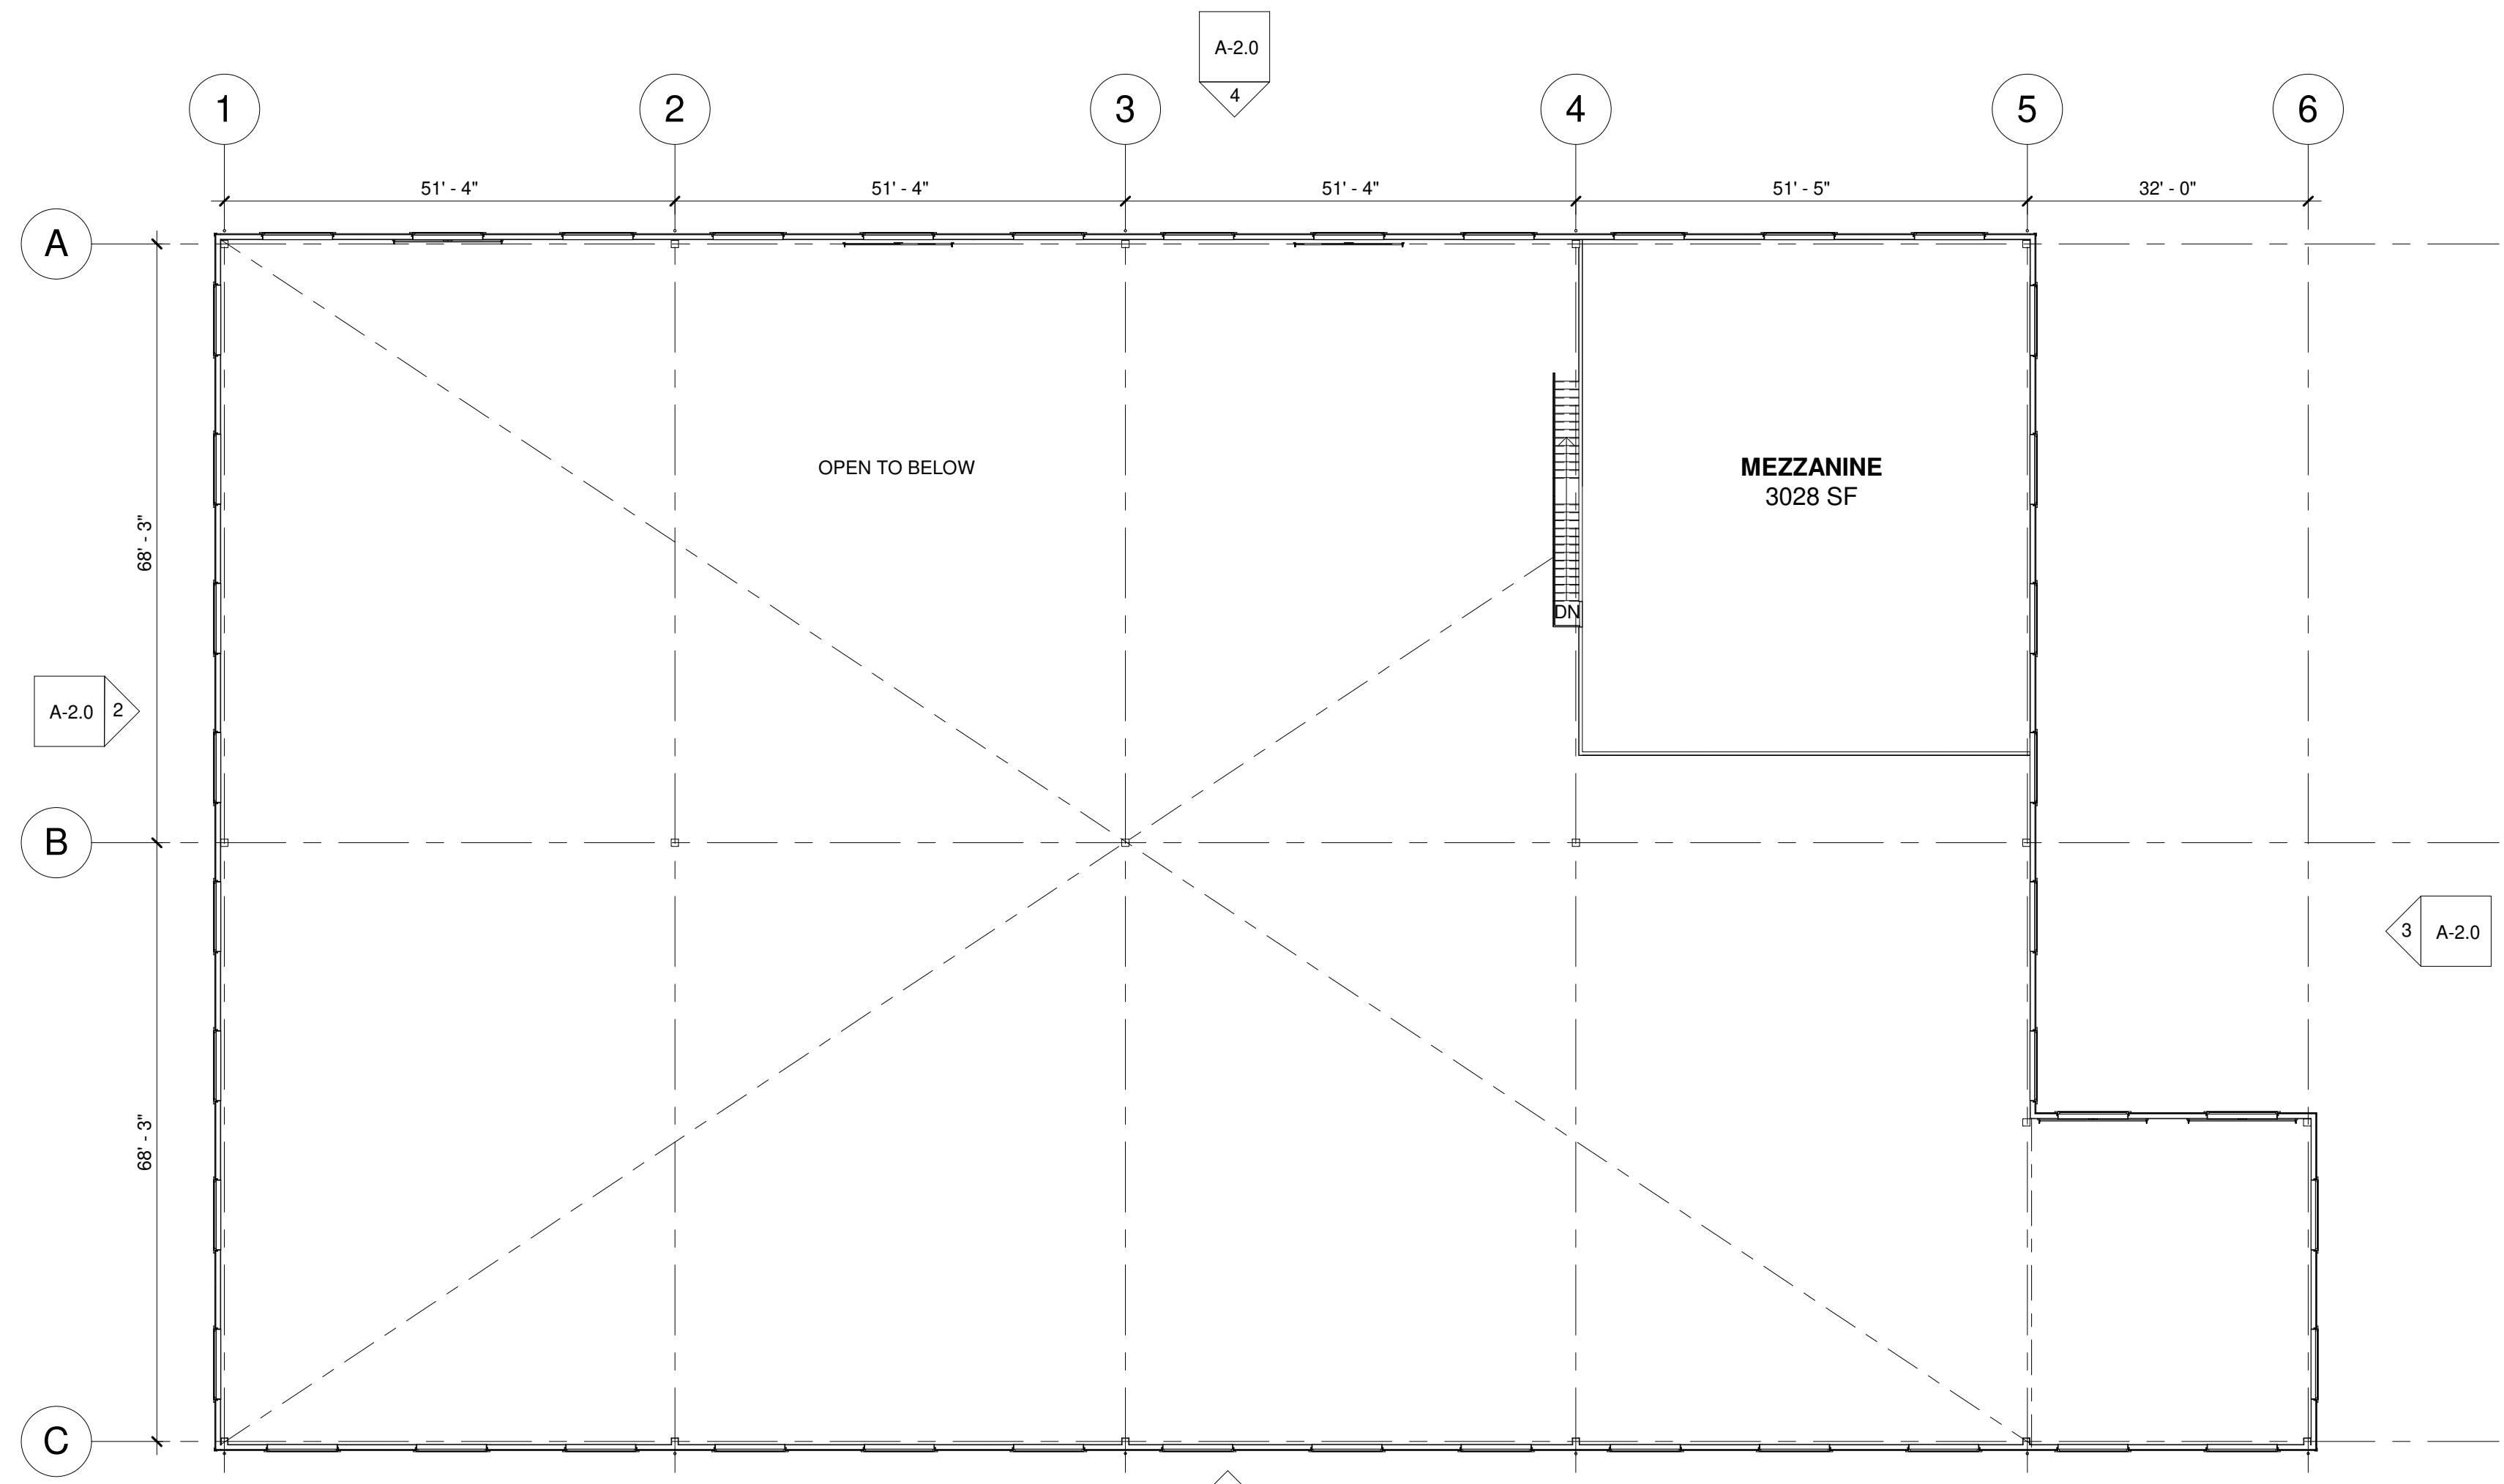 A-2.0
4
1
2
3
4
5
6
51' - 4"
51' - 4"
51' - 4"
51' - 5"
32' - 0"
A
OPEN TO BELOW
MEZZANINE
3028 SF
68' - 3"
DN
A-2.0
2
B
3
A-2.0
68' - 3"
C